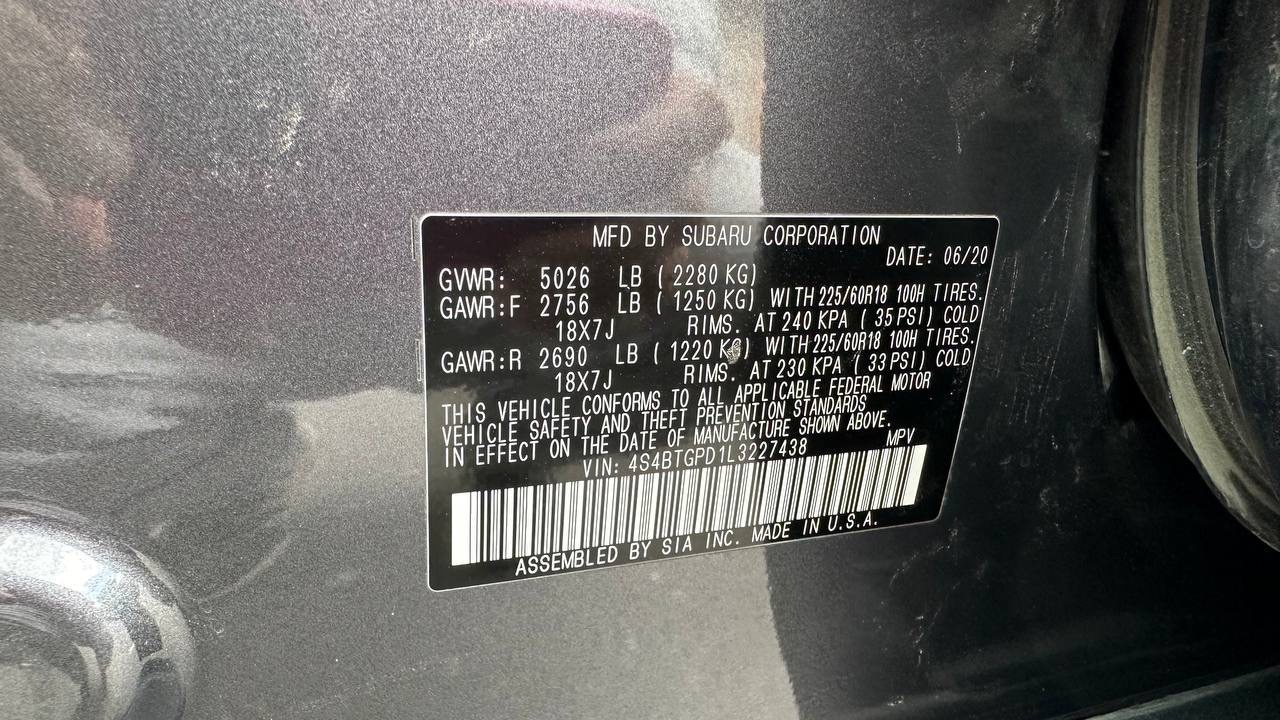 MFD BY SUBARU CORPORATION
DATE: 06/20
GVWR: 5026 LB ( 2280 KG)
GAWR:F 2756 LB ( 1250 KG) WITH 225/60R18 100H TIRES.
18X7J RIMS. AT 240 KPA ( 35 PSI) COLD
GAWR:R 2690 LB ( 1220 KG) WITH 225/60R18 100H TIRES.
18X7J RIMS. AT 230 KPA ( 33 PSI) COLD
THIS VEHICLE CONFORMS TO ALL APPLICABLE FEDERAL MOTOR
VEHICLE SAFETY AND THEFT PREVENTION STANDARDS
IN EFFECT ON THE DATE OF MANUFACTURE SHOWN ABOVE.
VIN: 4S4BTGPD1L3227438 MPV
ASSEMBLED BY SIA INC. MADE IN U.S.A.